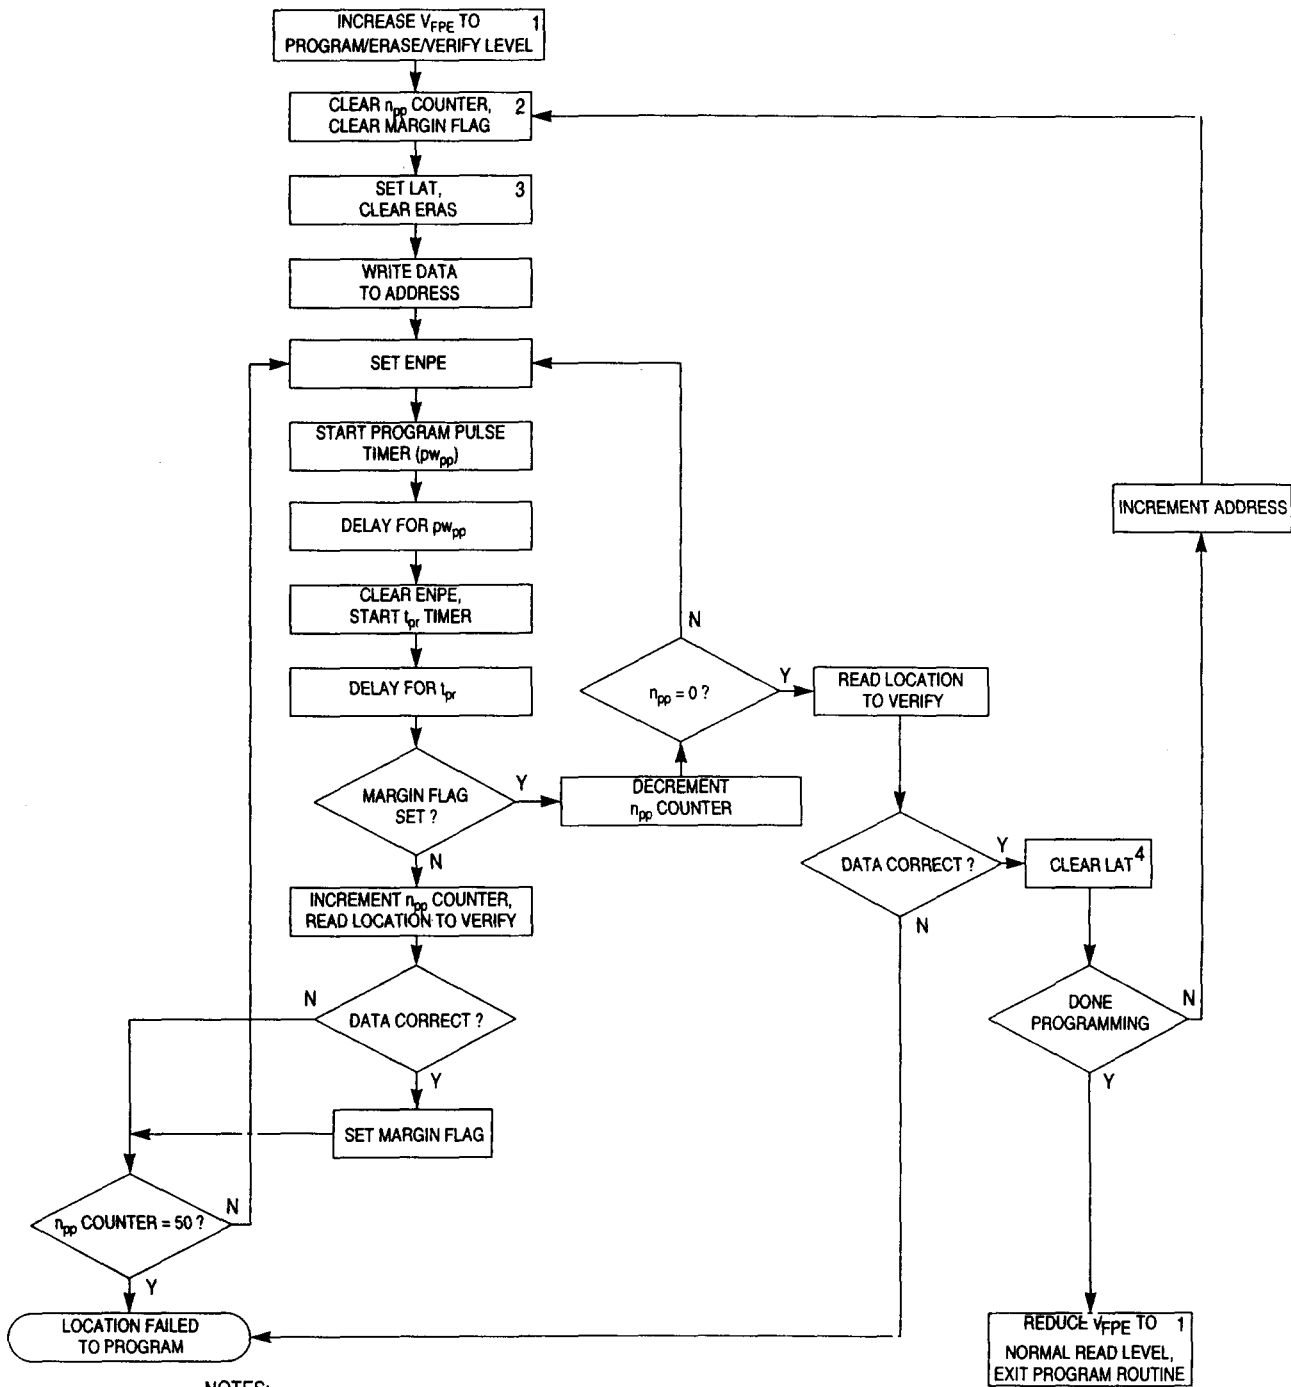 INCREASE VFPE TO 1
PROGRAM/ERASE/VERIFY LEVEL
CLEAR npp COUNTER, 2
CLEAR MARGIN FLAG
SET LAT, 3
CLEAR ERAS
WRITE DATA
TO ADDRESS
SET ENPE
START PROGRAM PULSE
TIMER (pwpp)
DELAY FOR pwpp
CLEAR ENPE,
START tpr TIMER
DELAY FOR tpr
MARGIN FLAG
SET ?
Y
N
DECREMENT
npp COUNTER
npp = 0 ?
N
Y
READ LOCATION
TO VERIFY
INCREMENT npp COUNTER,
READ LOCATION TO VERIFY
DATA CORRECT ?
N
Y
SET MARGIN FLAG
npp COUNTER = 50 ?
N
Y
LOCATION FAILED
TO PROGRAM
DATA CORRECT ?
Y
N
CLEAR LAT 4
DONE
PROGRAMMING
N
Y
INCREMENT ADDRESS
REDUCE VFPE TO 1
NORMAL READ LEVEL,
EXIT PROGRAM ROUTINE
NOTES: